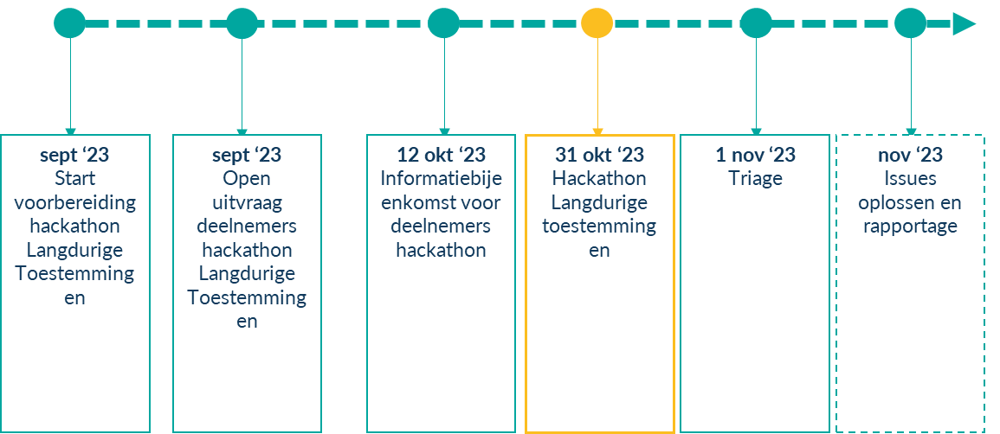 sept ‘23
Start
voorbereiding
hackathon
Langdurige
Toestemming
en
sept ‘23
Open
uitvraag
deelnemers
hackathon
Langdurige
Toestemming
en
12 okt ‘23
Informatiebije
enkomst voor
deelnemers
hackathon
31 okt ‘23
Hackathon
Langdurige
toestemming
en
1 nov ‘23
Triage
nov ‘23
Issues
oplossen en
rapportage